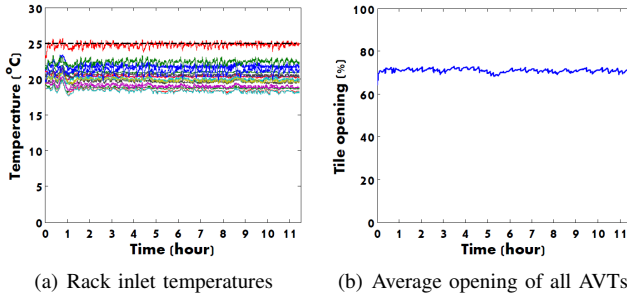 30
25
20
15
10
5
0
Temperature (°C)
0 1 2 3 4 5 6 7 8 9 10 11
Time (hour)
(a) Rack inlet temperatures
100
80
60
40
20
0
Tile opening (%)
0 1 2 3 4 5 6 7 8 9 10 11
Time (hour)
(b) Average opening of all AVTs